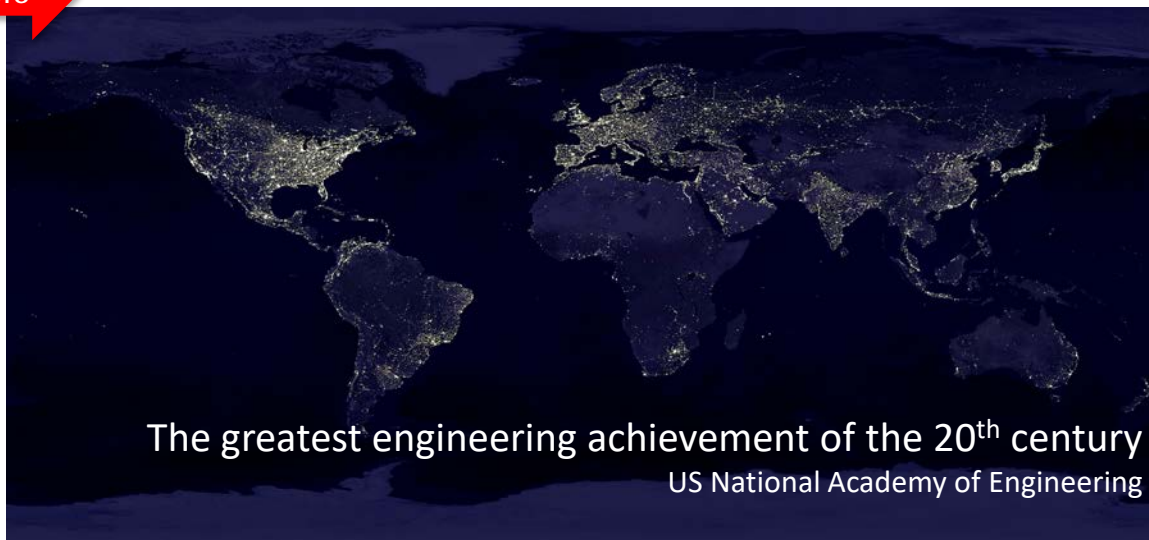 The greatest engineering achievement of the 20th century
US National Academy of Engineering